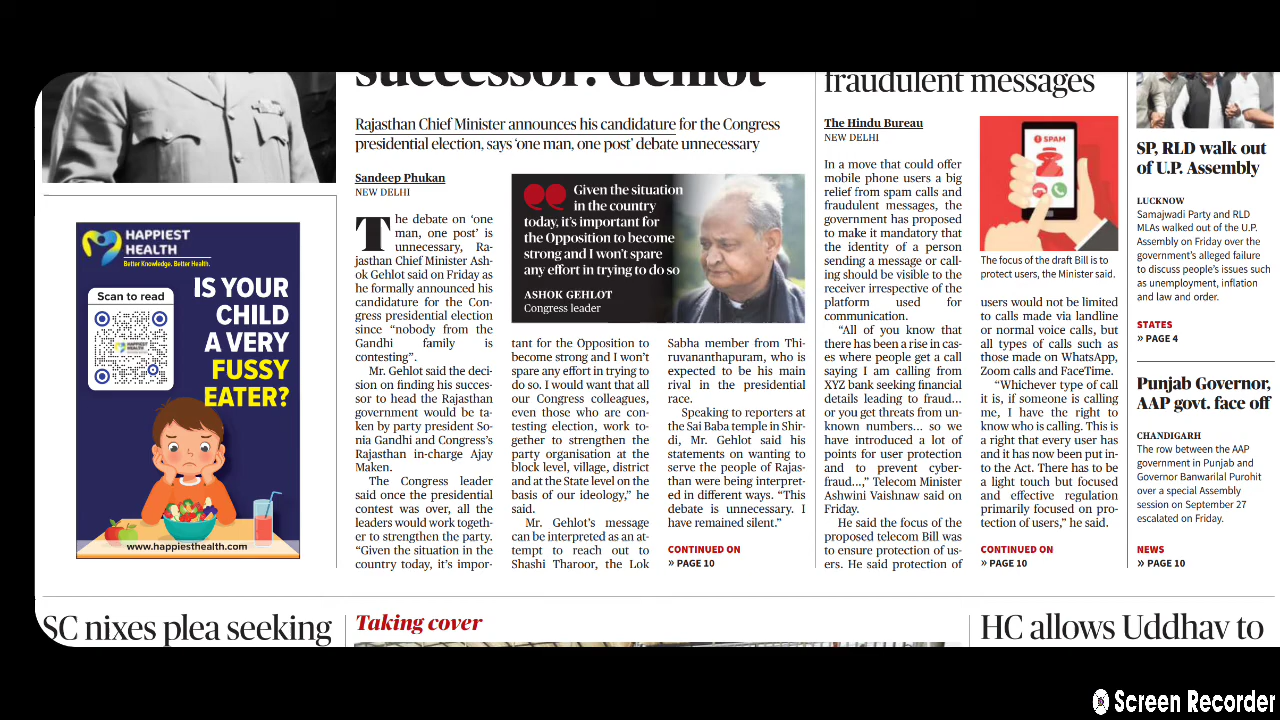 successor: Gehlot
Rajasthan Chief Minister announces his candidature for the Congress
presidential election, says ‘one man, one post’ debate unnecessary
Sandeep Phukan
NEW DELHI
The debate on ‘one
man, one post’ is
unnecessary, Ra-
jasthan Chief Minister Ash-
ok Gehlot said on Friday as
he formally announced his
candidature for the Con-
gress presidential election
since “nobody from the
Gandhi family is
contesting”.
Mr. Gehlot said the deci-
sion on finding his succes-
sor to head the Rajasthan
government would be ta-
ken by party president So-
nia Gandhi and Congress’s
Rajasthan in-charge Ajay
Maken.
The Congress leader
said once the presidential
contest was over, all the
leaders would work togeth-
er to strengthen the party.
“Given the situation in the
country today, it’s impor-
Given the situation
in the country
today, it’s important for
the Opposition to become
strong and I won’t spare
any effort in trying to do so
ASHOK GEHLOT
Congress leader
tant for the Opposition to
become strong and I won’t
spare any effort in trying to
do so. I would want that all
our Congress colleagues,
even those who are con-
testing election, work to-
gether to strengthen the
party organisation at the
block level, village, district
and at the State level on the
basis of our ideology,” he
said.
Mr. Gehlot’s message
can be interpreted as an at-
tempt to reach out to
Shashi Tharoor, the Lok
Sabha member from Thi-
ruvananthapuram, who is
expected to be his main
rival in the presidential
race.
Speaking to reporters at
the Sai Baba temple in Shir-
di, Mr. Gehlot said his
statements on wanting to
serve the people of Rajas-
than were being interpret-
ed in different ways. “This
debate is unnecessary. I
have remained silent.”
CONTINUED ON
» PAGE 10
fraudulent messages
The Hindu Bureau
NEW DELHI
In a move that could offer
mobile phone users a big
relief from spam calls and
fraudulent messages, the
government has proposed
to make it mandatory that
the identity of a person
sending a message or call-
ing should be visible to the
receiver irrespective of the
platform used for
communication.
“All of you know that
there has been a rise in cas-
es where people get a call
saying I am calling from
XYZ bank seeking financial
details leading to fraud...
or you get threats from un-
known numbers... so we
have introduced a lot of
points for user protection
and to prevent cyber-
fraud...,” Telecom Minister
Ashwini Vaishnaw said on
Friday.
He said the focus of the
proposed telecom Bill was
to ensure protection of us-
ers. He said protection of
SPAM
The focus of the draft Bill is to
protect users, the Minister said.
users would not be limited
to calls made via landline
or normal voice calls, but
all types of calls such as
those made on WhatsApp,
Zoom calls and FaceTime.
“Whichever type of call
it is, if someone is calling
me, I have the right to
know who is calling. This is
a right that every user has
and it has now been put in-
to the Act. There has to be
a light touch but focused
and effective regulation
primarily focused on pro-
tection of users,” he said.
CONTINUED ON
» PAGE 10
SP, RLD walk out
of U.P. Assembly
LUCKNOW
Samajwadi Party and RLD
MLAs walked out of the U.P.
Assembly on Friday over the
government’s alleged failure
to discuss people’s issues such
as unemployment, inflation
and law and order.
STATES
» PAGE 4
Punjab Governor,
AAP govt. face off
CHANDIGARH
The row between the AAP
government in Punjab and
Governor Banwarilal Purohit
over a special Assembly
session on September 27
escalated on Friday.
NEWS
» PAGE 10
HAPPIEST
HEALTH
Better Knowledge. Better Health.
Scan to read
IS YOUR
CHILD
A VERY
FUSSY
EATER?
www.happiesthealth.com
SC nixes plea seeking
Taking cover
HC allows Uddhav to
Screen Recorder